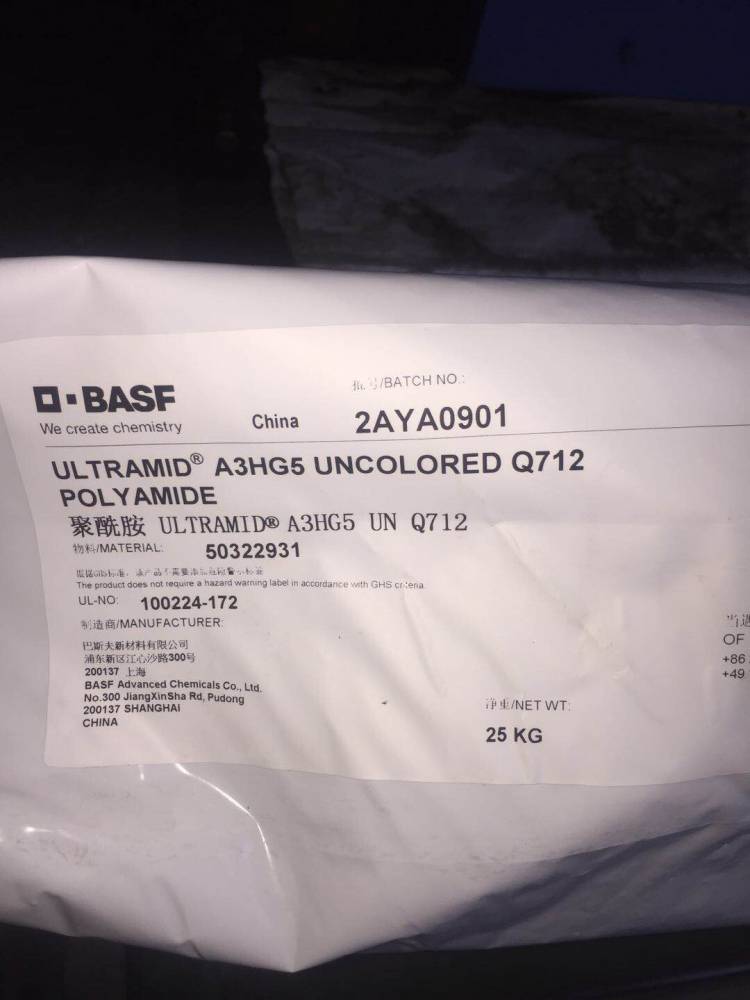 BASF
We create chemistry
China
批号/BATCH NO.:
2AYA0901
ULTRAMID® A3HG5 UNCOLORED Q712
POLYAMIDE
聚酰胺 ULTRAMID® A3HG5 UN Q712
物料/MATERIAL: 50322931
The product does not require a hazard warning label in accordance with GHS criteria.
UL-NO: 100224-172
制造商/MANUFACTURER:
巴斯夫新材料有限公司
浦东新区江心沙路300号
200137 上海
BASF Advanced Chemicals Co., Ltd.
No.300 JiangXinSha Rd, Pudong
200137 SHANGHAI
CHINA
净重/NET WT:
25 KG
OF
+86
+49